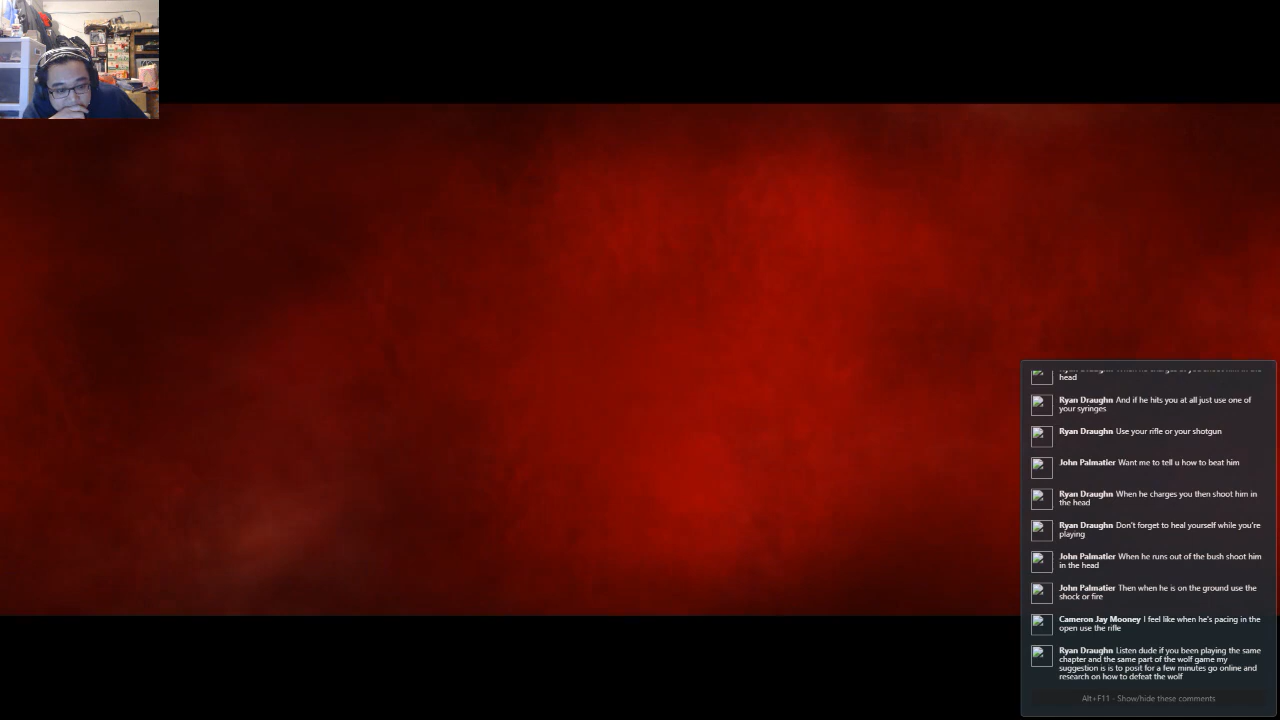 head
Ryan Draughn And if he hits you at all just use one of
your syringes
Ryan Draughn Use your rifle or your shotgun
John Palmatier Want me to tell u how to beat him
Ryan Draughn When he charges you then shoot him in
the head
Ryan Draughn Don't forget to heal yourself while you're
playing
John Palmatier When he runs out of the bush shoot him
in the head
John Palmatier Then when he is on the ground use the
shock or fire
Cameron Jay Mooney I feel like when he's pacing in the
open use the rifle
Ryan Draughn Listen dude if you been playing the same
chapter and the same part of the wolf game my
suggestion is is to posit for a few minutes go online and
research on how to defeat the wolf
Alt+F11 - Show/hide these comments